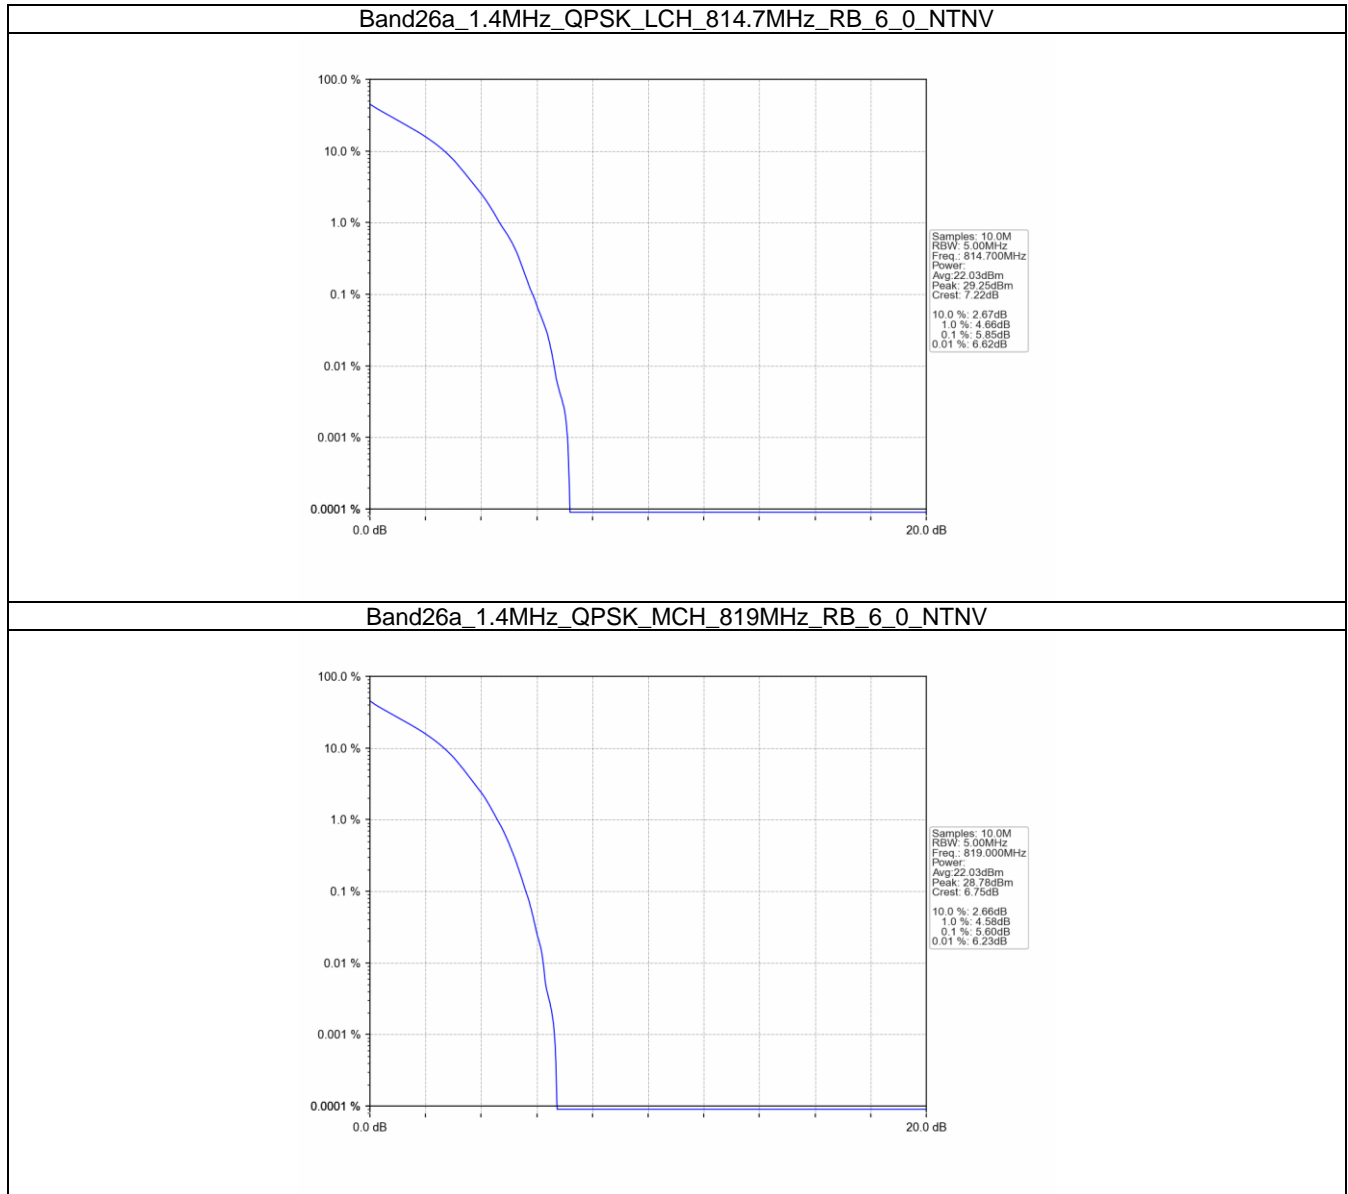 Band26a_1.4MHz_QPSK_LCH_814.7MHz_RB_6_0_NTNV
100.0 %
10.0 %
1.0 %
0.1 %
0.01 %
0.001 %
0.0001 %
0.0 dB
20.0 dB
Samples: 10.0M
RBW: 5.00MHz
Freq.: 814.700MHz
Power:
Avg:22.03dBm
Peak: 29.25dBm
Crest: 7.22dB
10.0 %: 2.67dB
1.0 %: 4.66dB
0.1 %: 5.85dB
0.01 %: 6.62dB
Band26a_1.4MHz_QPSK_MCH_819MHz_RB_6_0_NTNV
100.0 %
10.0 %
1.0 %
0.1 %
0.01 %
0.001 %
0.0001 %
0.0 dB
20.0 dB
Samples: 10.0M
RBW: 5.00MHz
Freq.: 819.000MHz
Power:
Avg:22.03dBm
Peak: 28.78dBm
Crest: 6.75dB
10.0 %: 2.66dB
1.0 %: 4.58dB
0.1 %: 5.60dB
0.01 %: 6.23dB